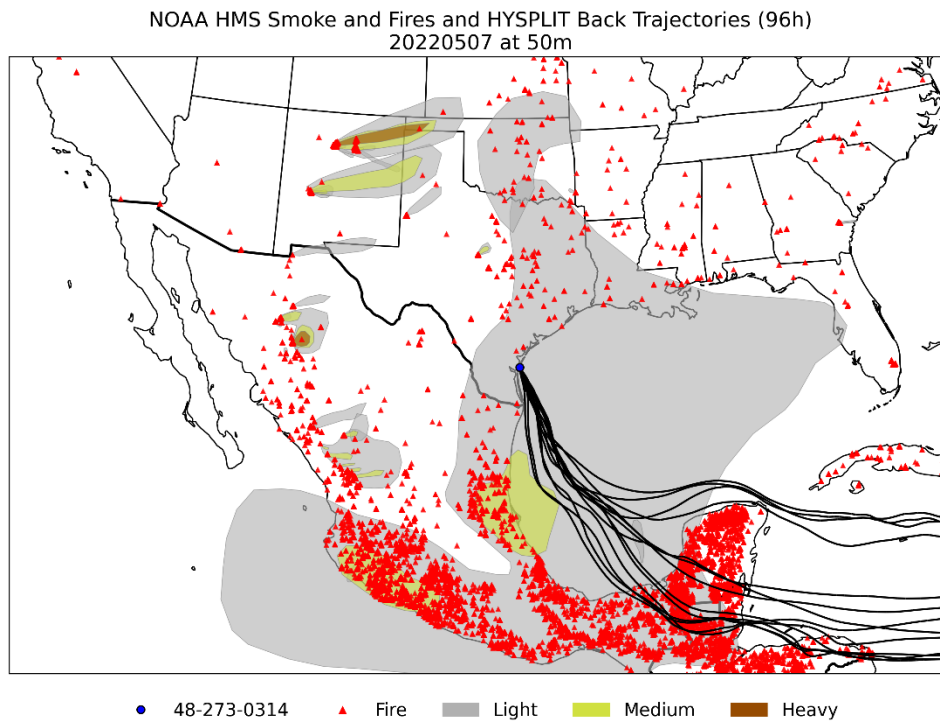 NOAA HMS Smoke and Fires and HYSPLIT Back Trajectories (96h)
20220507 at 50m
48-273-0314 Fire Light Medium Heavy